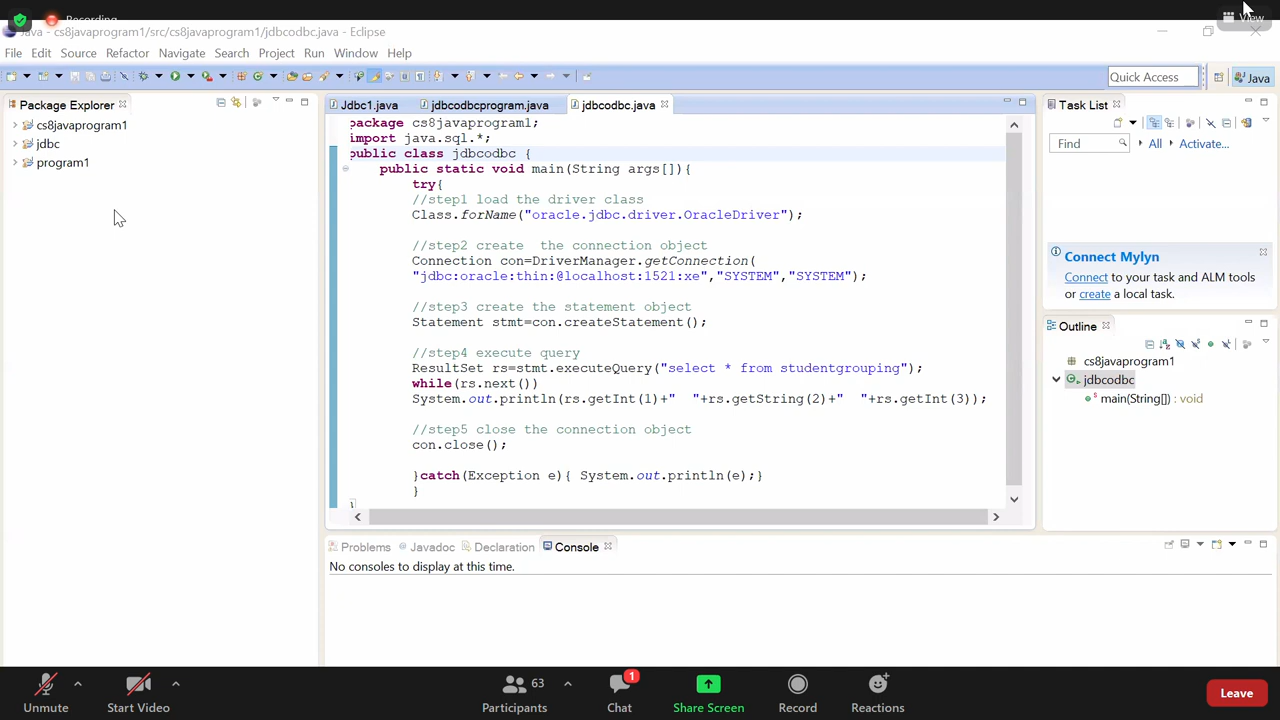 Recording
View
Java - cs8javaprogram1/src/cs8javaprogram1/jdbcodbc.java - Eclipse
File Edit Source Refactor Navigate Search Project Run Window Help
Quick Access
Java
Package Explorer
cs8javaprogram1
jdbc
program1
Jdbc1.java jdbcodbcprogram.java jdbcodbc.java
package cs8javaprogram1;
import java.sql.*;
public class jdbcodbc {
public static void main(String args[]){
try{
//step1 load the driver class
Class.forName("oracle.jdbc.driver.OracleDriver");
//step2 create  the connection object
Connection con=DriverManager.getConnection(
"jdbc:oracle:thin:@localhost:1521:xe","SYSTEM","SYSTEM");
//step3 create the statement object
Statement stmt=con.createStatement();
//step4 execute query
ResultSet rs=stmt.executeQuery("select * from studentgrouping");
while(rs.next())
System.out.println(rs.getInt(1)+"  "+rs.getString(2)+"  "+rs.getInt(3));
//step5 close the connection object
con.close();
}catch(Exception e){ System.out.println(e);}
}
}
Task List
Find All Activate...
Connect Mylyn
Connect to your task and ALM tools
or create a local task.
Outline
cs8javaprogram1
jdbcodbc
main(String[]) : void
Problems Javadoc Declaration Console
No consoles to display at this time.
63
1
Unmute Start Video Participants Chat Share Screen Record Reactions Leave